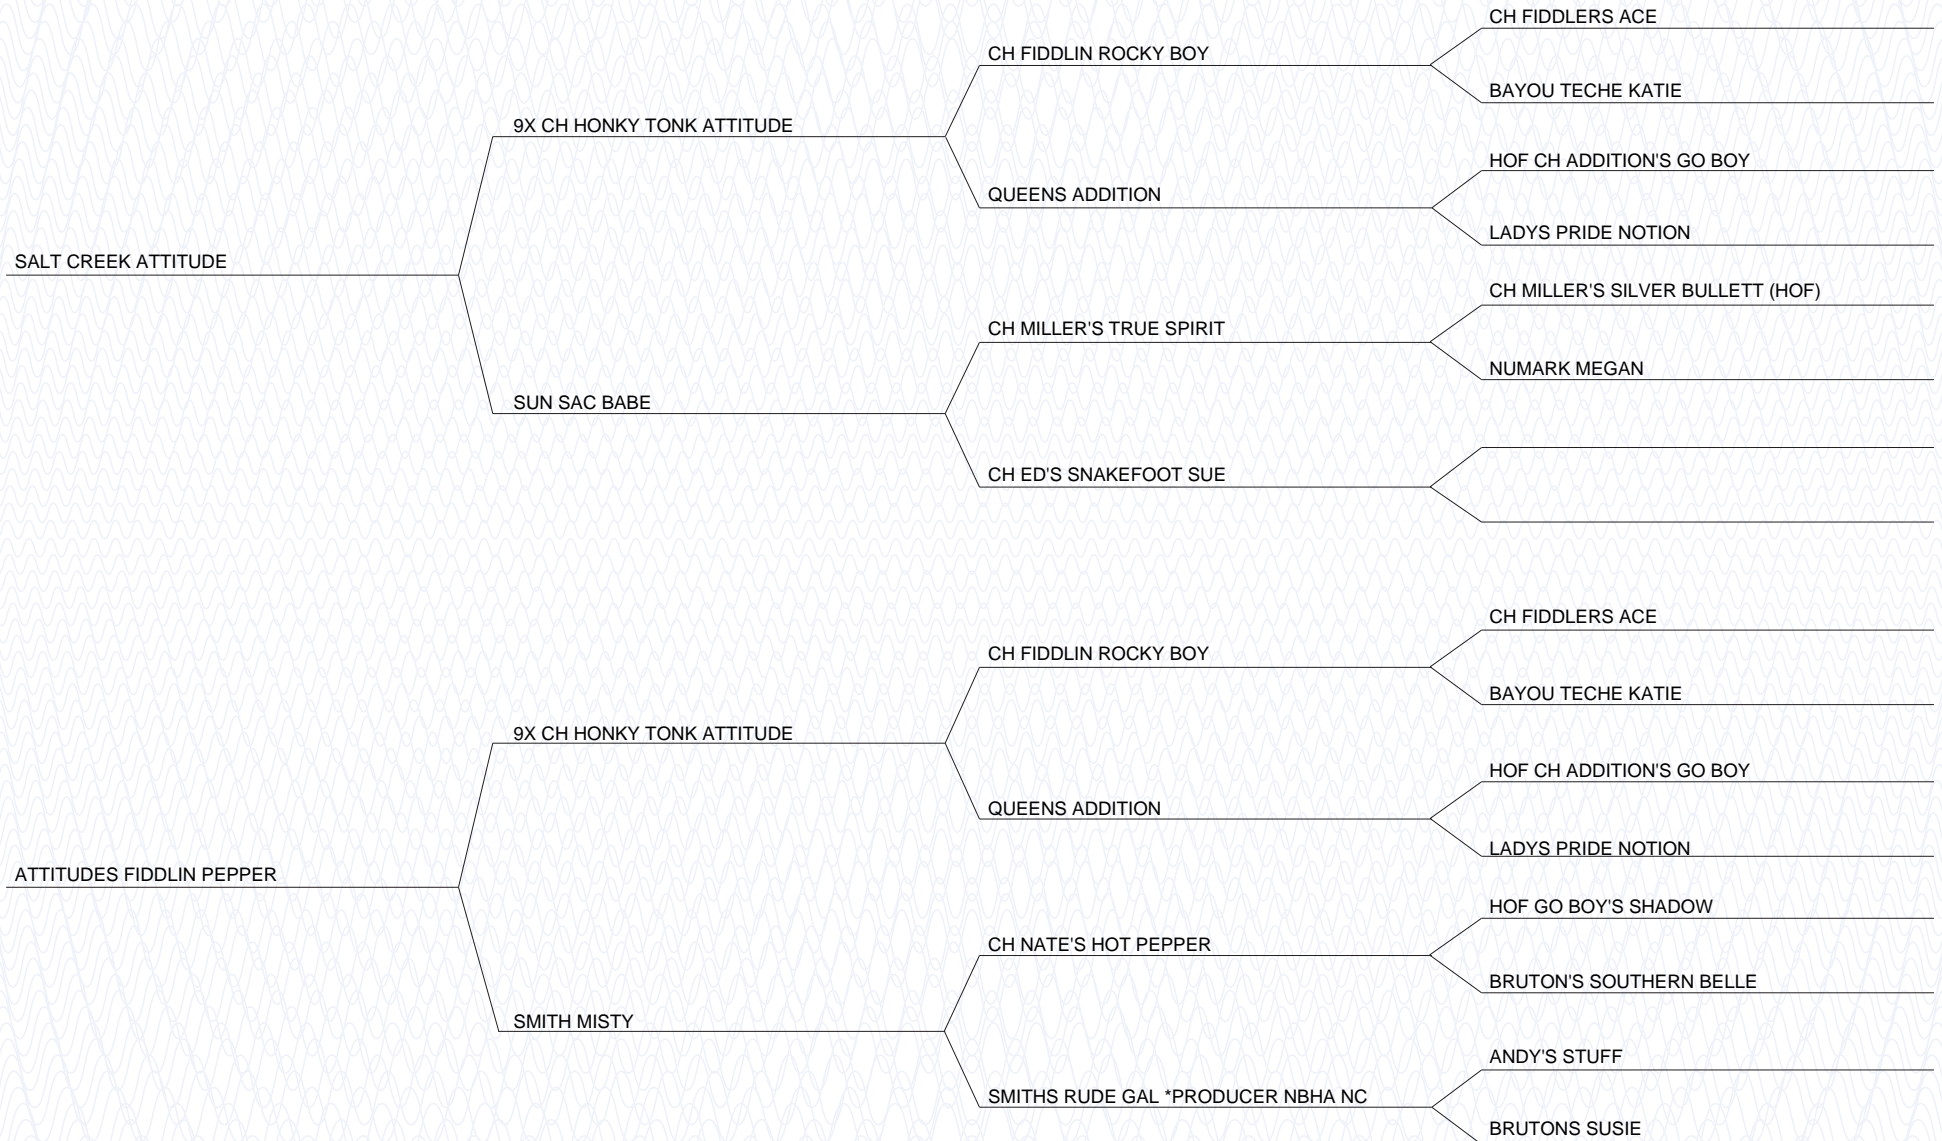 CH FIDDLERS ACE
CH FIDDLIN ROCKY BOY
BAYOU TECHE KATIE
9X CH HONKY TONK ATTITUDE
HOF CH ADDITION'S GO BOY
QUEENS ADDITION
LADYS PRIDE NOTION
SALT CREEK ATTITUDE
CH MILLER'S SILVER BULLETT (HOF)
CH MILLER'S TRUE SPIRIT
NUMARK MEGAN
SUN SAC BABE
CH ED'S SNAKEFOOT SUE
CH FIDDLERS ACE
CH FIDDLIN ROCKY BOY
BAYOU TECHE KATIE
9X CH HONKY TONK ATTITUDE
HOF CH ADDITION'S GO BOY
QUEENS ADDITION
LADYS PRIDE NOTION
ATTITUDES FIDDLIN PEPPER
HOF GO BOY'S SHADOW
CH NATE'S HOT PEPPER
BRUTON'S SOUTHERN BELLE
SMITH MISTY
ANDY'S STUFF
SMITHS RUDE GAL *PRODUCER NBHA NC
BRUTONS SUSIE